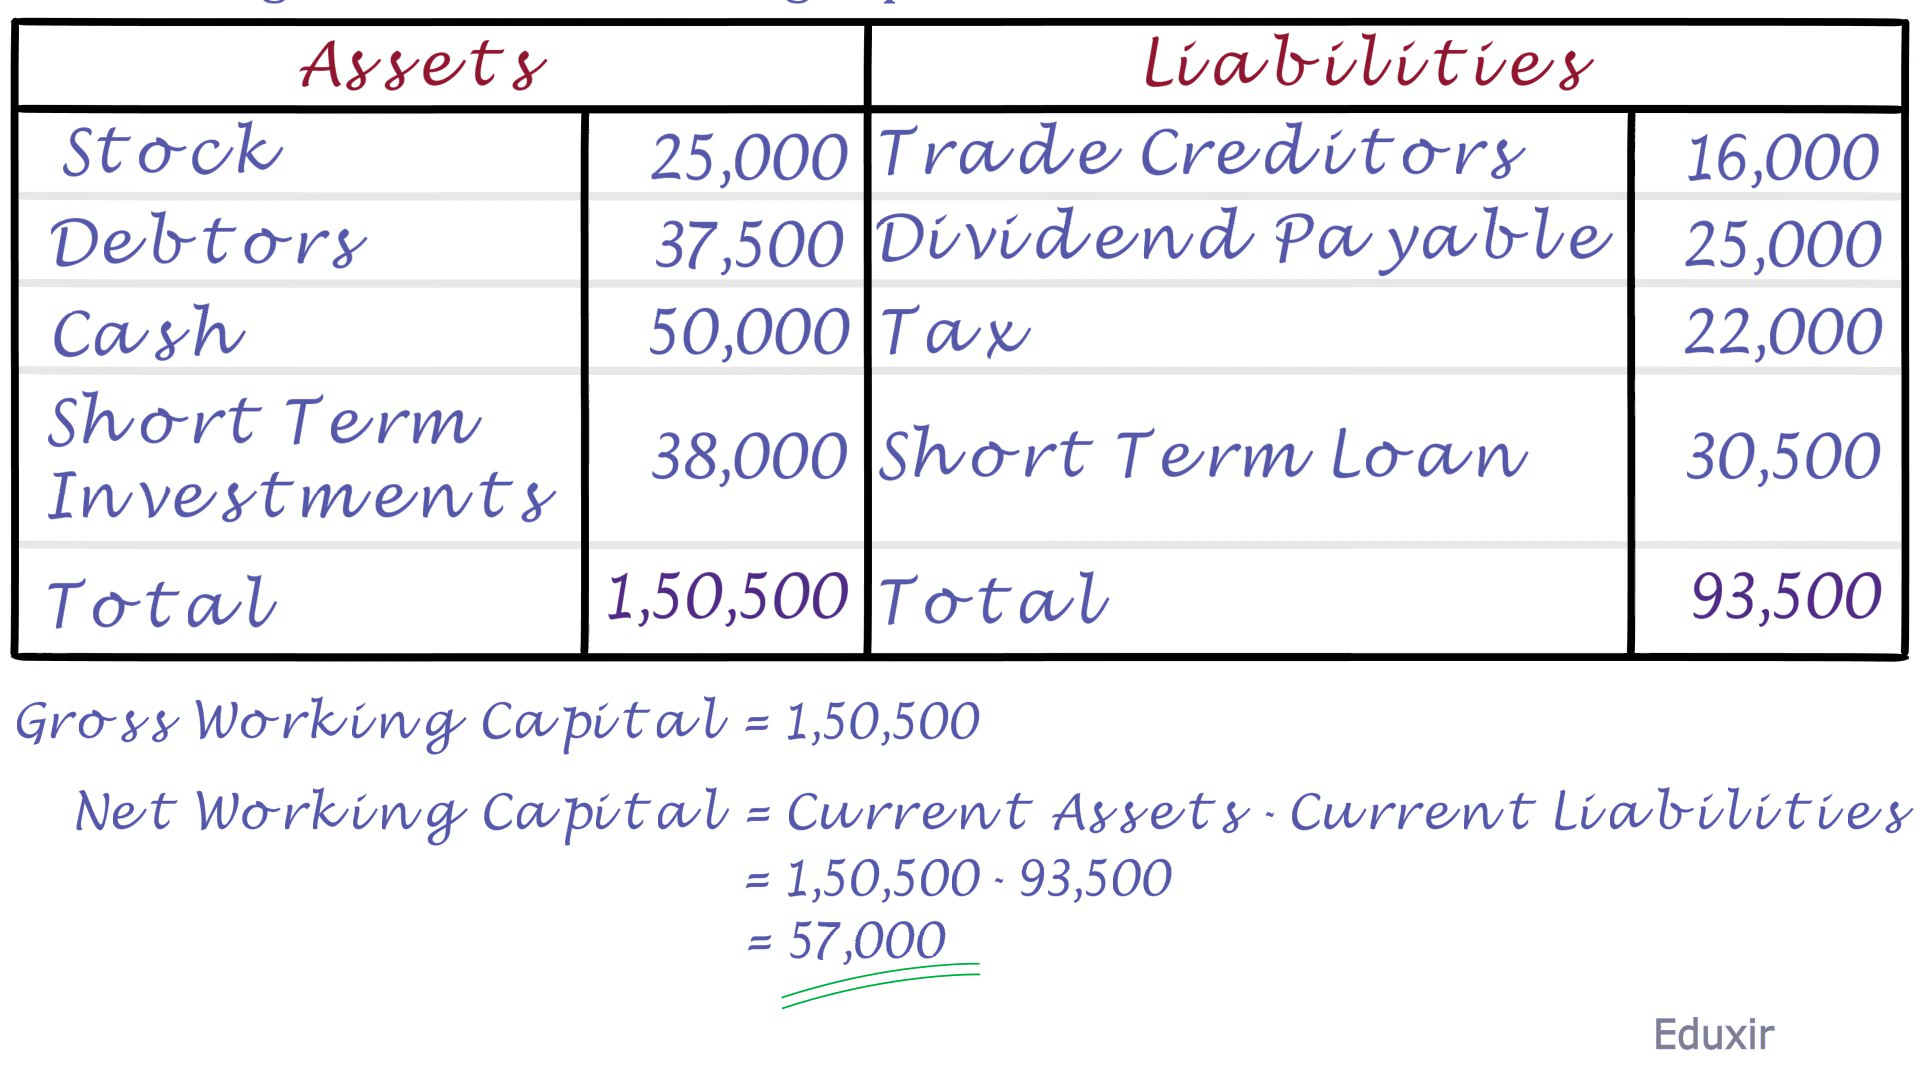 Assets Liabilities
Stock 25,000 Trade Creditors 16,000
Debtors 37,500 Dividend Payable 25,000
Cash 50,000 Tax 22,000
Short Term
Investments 38,000 Short Term Loan 30,500
Total 1,50,500 Total 93,500
Gross Working Capital = 1,50,500
Net Working Capital = Current Assets - Current Liabilities
= 1,50,500 - 93,500
= 57,000
Eduxir